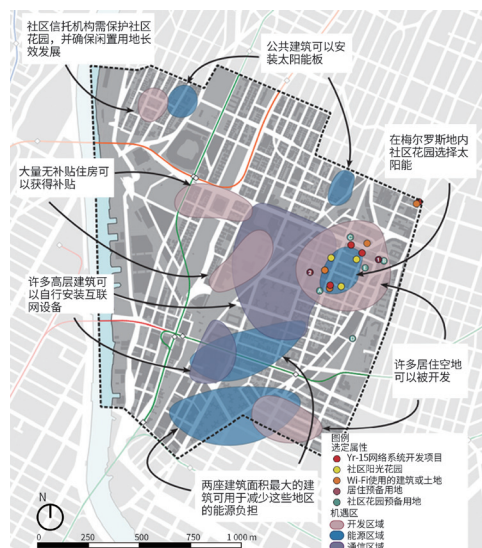 社区信托机构需保护社区
花园，并确保闲置用地长
效发展
公共建筑可以安
装太阳能板
在梅尔罗斯地内
社区花园选择太
阳能
大量无补贴住房可
以获得补贴
许多高层建筑可
以自行安装互联
网设备
许多居住空地
可以被开发
两座建筑面积最大的建
筑可用于减少这些地区
的能源负担
图例
选定属性
Yr-15网络系统开发项目
社区阳光花园
Wi-Fi使用的建筑或土地
居住预备用地
社区花园预备用地
机遇区
开发区域
能源区域
通信区域
N
0 250 500 750 1 000 m